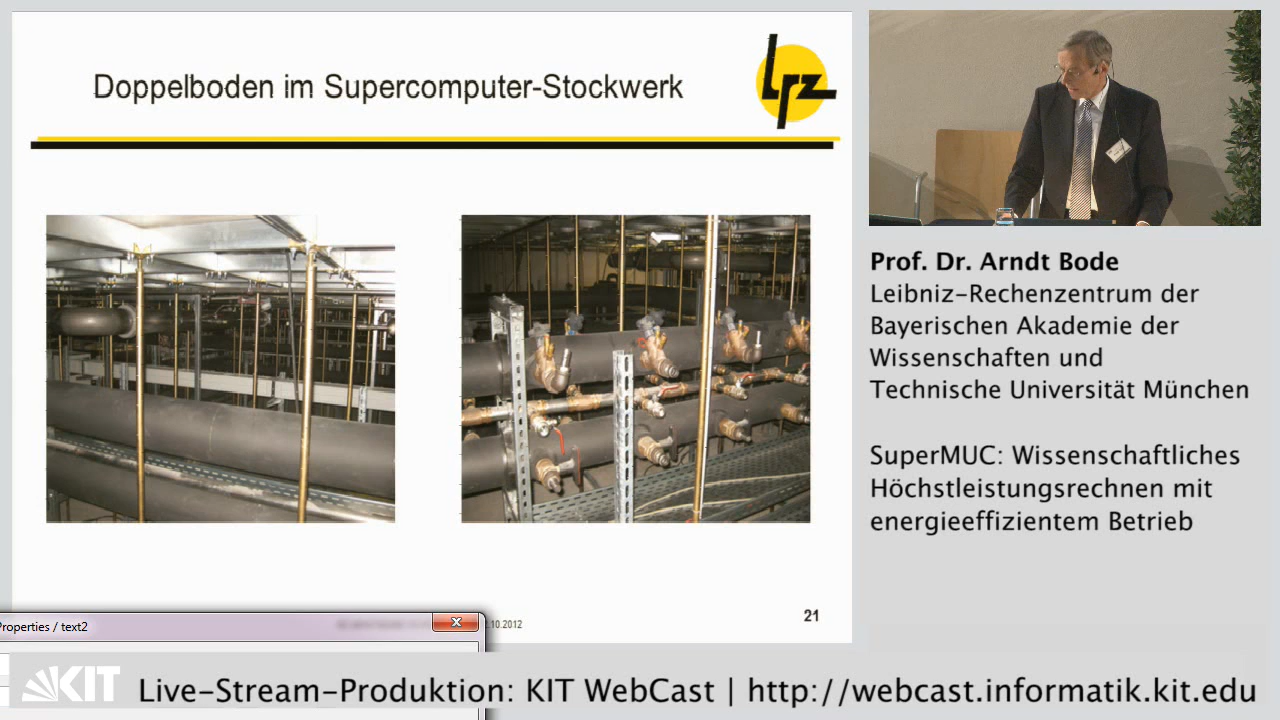 Doppelboden im Supercomputer-Stockwerk
lrz
Prof. Dr. Arndt Bode
Leibniz-Rechenzentrum der
Bayerischen Akademie der
Wissenschaften und
Technische Universität München
SuperMUC: Wissenschaftliches
Höchstleistungsrechnen mit
energieeffizientem Betrieb
.10.2012
21
Properties / text2
KIT
Live-Stream-Produktion: KIT WebCast | http://webcast.informatik.kit.edu